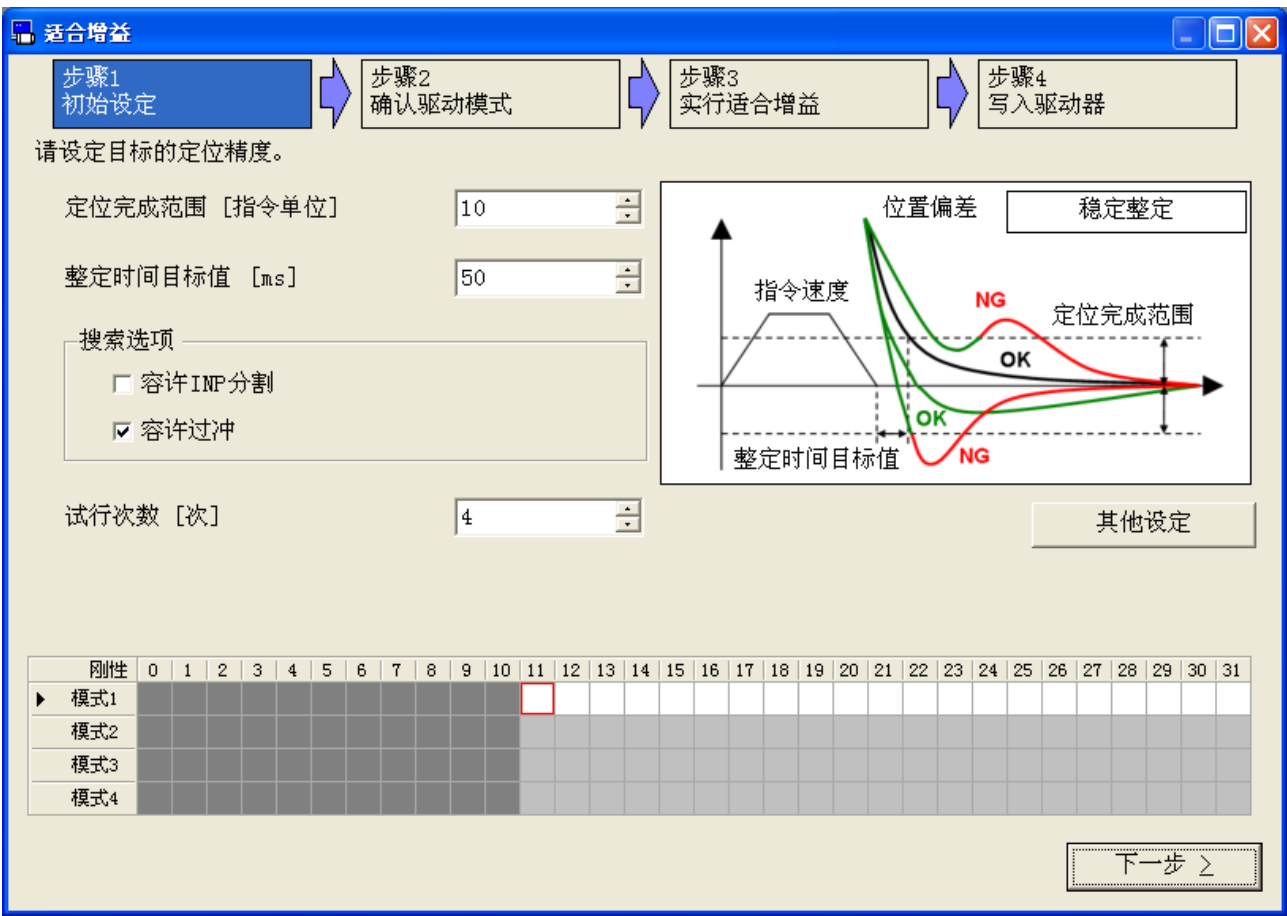 适合增益
步骤1
初始设定
步骤2
确认驱动模式
步骤3
实行适合增益
步骤4
写入驱动器
请设定目标的定位精度。
定位完成范围 [指令单位]
10
整定时间目标值 [ms]
50
搜索选项
容许INP分割
容许过冲
试行次数 [次]
4
位置偏差
稳定整定
指令速度
NG
定位完成范围
OK
OK
整定时间目标值
NG
其他设定
刚性 0 1 2 3 4 5 6 7 8 9 10 11 12 13 14 15 16 17 18 19 20 21 22 23 24 25 26 27 28 29 30 31
模式1
模式2
模式3
模式4
下一步 >